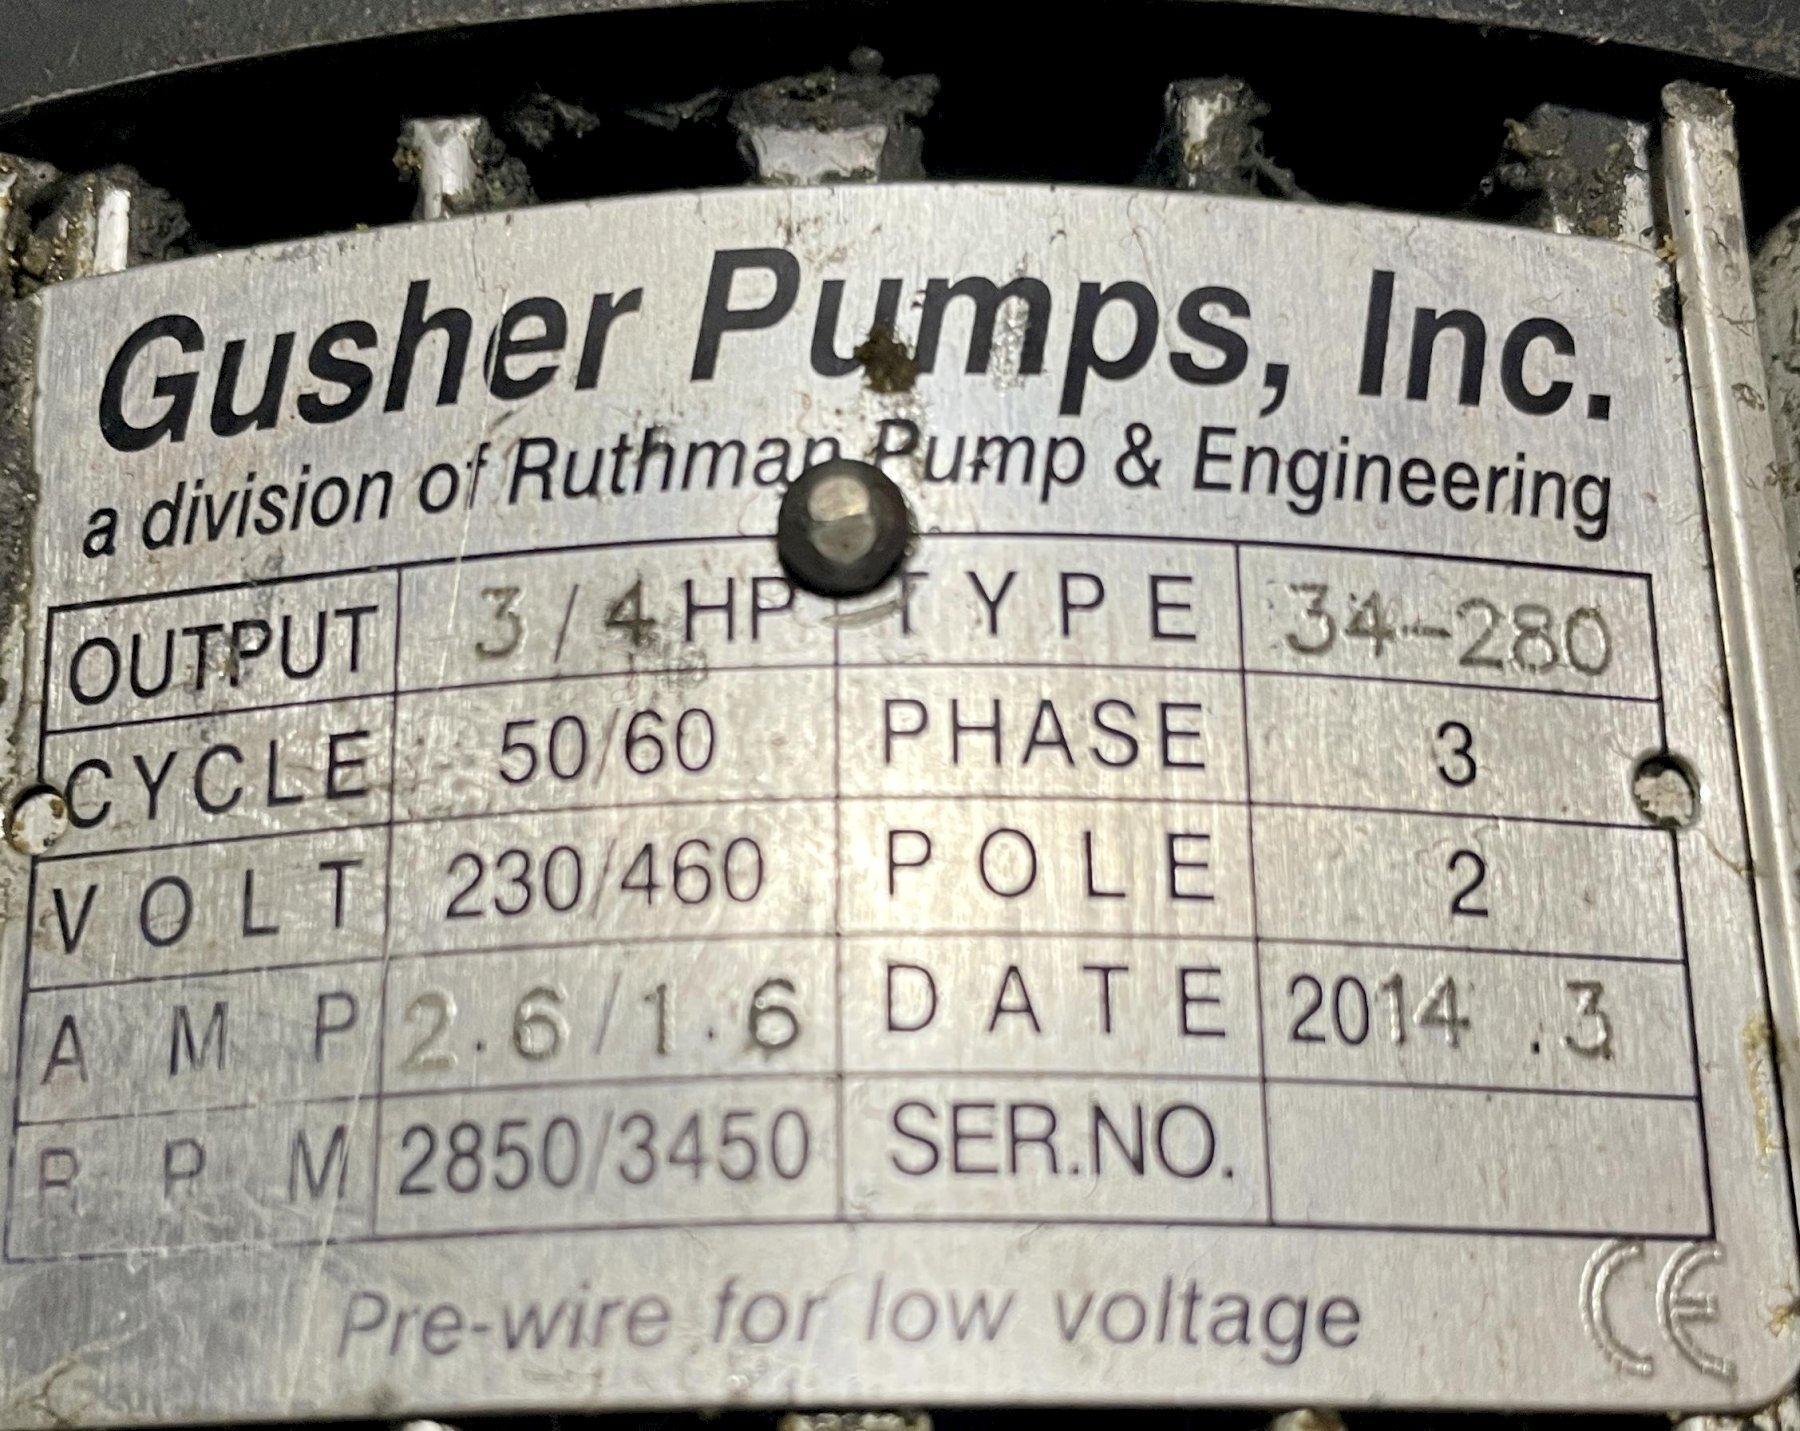 Gusher Pumps, Inc.
a division of Ruthman Pump & Engineering
OUTPUT 3/4 HP TYPE 34-280
CYCLE 50/60 PHASE 3
VOLT 230/460 POLE 2
AMP 2.6/1.6 DATE 2014 .3
RPM 2850/3450 SER.NO.
Pre-wire for low voltage
CE